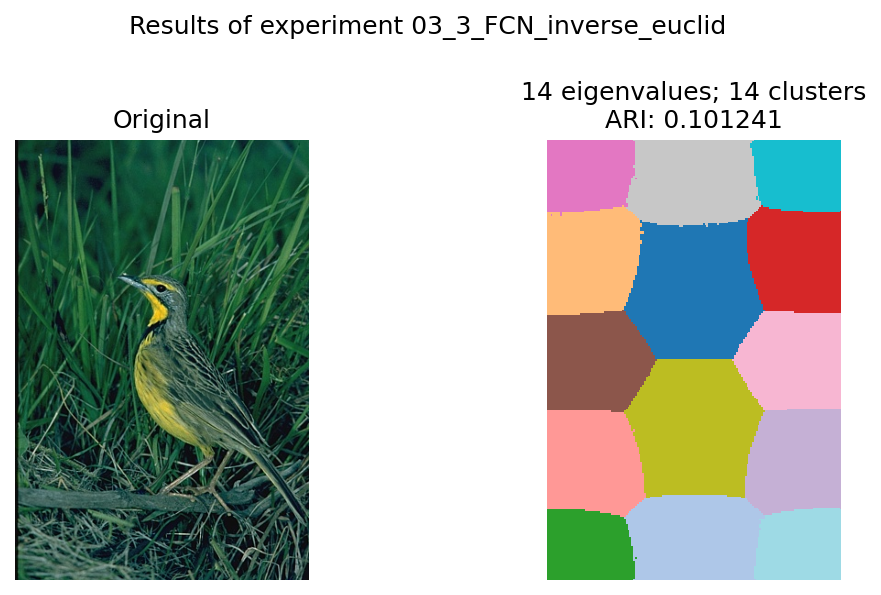 Results of experiment 03_3_FCN_inverse_euclid
Original
14 eigenvalues; 14 clusters
ARI: 0.101241